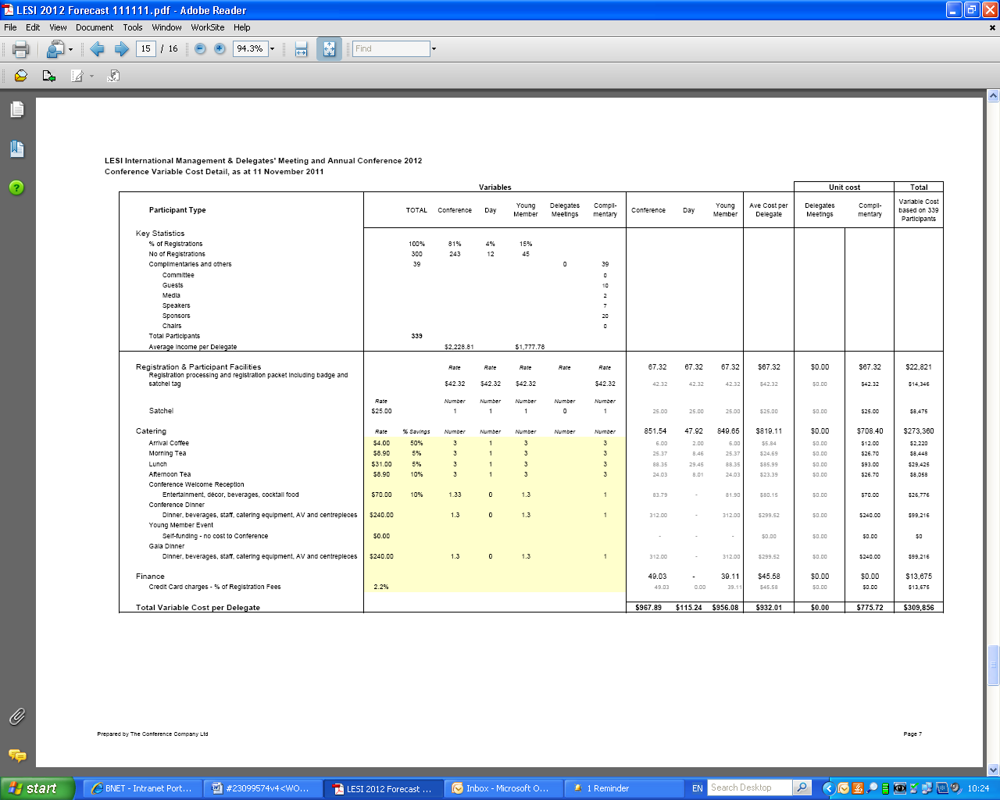 LESI 2012 Forecast 111111.pdf - Adobe Reader
File Edit View Document Tools Window WorkSite Help
15 / 16 94.3% Find
LESI International Management & Delegates' Meeting and Annual Conference 2012
Conference Variable Cost Detail, as at 11 November 2011
Variables Unit cost Total
Participant Type TOTAL Conference Day Young Member Delegates Meetings Compli-mentary Conference Day Young Member Ave Cost per Delegate Delegates Meetings Compli-mentary Variable Cost based on 339 Participants
Key Statistics
% of Registrations 100% 81% 4% 15%
No of Registrations 300 243 12 45
Complimentaries and others 39 0 39
Committee 0
Guests 10
Media 2
Speakers 7
Sponsors 20
Chairs 0
Total Participants 339
Average Income per Delegate $2,228.81 $1,777.78
Registration & Participant Facilities Rate Rate Rate Rate Rate 67.32 67.32 67.32 $67.32 $0.00 $67.32 $22,821
Registration processing and registration packet including badge and
satchel tag $42.32 $42.32 $42.32 $42.32 42.32 42.32 42.32 $42.32 $0.00 $42.32 $14,346
Rate Number Number Number Number Number
Satchel $25.00 1 1 1 0 1 25.00 25.00 25.00 $25.00 $0.00 $25.00 $8,475
Catering Rate % Savings Number Number Number Number Number 851.54 47.92 849.65 $819.11 $0.00 $708.40 $273,360
Arrival Coffee $4.00 50% 3 1 3 3 6.00 2.00 6.00 $5.84 $0.00 $12.00 $2,220
Morning Tea $8.90 5% 3 1 3 3 25.37 8.46 25.37 $24.69 $0.00 $26.70 $8,448
Lunch $31.00 5% 3 1 3 3 88.35 29.45 88.35 $85.99 $0.00 $93.00 $29,425
Afternoon Tea $8.90 10% 3 1 3 3 24.03 8.01 24.03 $23.39 $0.00 $26.70 $8,058
Conference Welcome Reception
Entertainment, décor, beverages, cocktail food $70.00 10% 1.33 0 1.3 1 83.79 - 81.90 $80.15 $0.00 $70.00 $26,776
Conference Dinner
Dinner, beverages, staff, catering equipment, AV and centrepieces $240.00 1.3 0 1.3 1 312.00 - 312.00 $299.52 $0.00 $240.00 $99,216
Young Member Event
Self-funding - no cost to Conference $0.00 - - - $0.00 $0.00 $0.00 $0
Gala Dinner
Dinner, beverages, staff, catering equipment, AV and centrepieces $240.00 1.3 0 1.3 1 312.00 - 312.00 $299.52 $0.00 $240.00 $99,216
Finance 49.03 - 39.11 $45.58 $0.00 $0.00 $13,675
Credit Card charges - % of Registration Fees 2.2% 49.03 0.00 39.11 $45.58 $0.00 $0.00 $13,675
Total Variable Cost per Delegate $967.89 $115.24 $956.08 $932.01 $0.00 $775.72 $309,856
Prepared by The Conference Company Ltd Page 7
start BNET - Intranet Port... #23099574v4<WO... LESI 2012 Forecast ... Inbox - Microsoft O... 1 Reminder EN Search Desktop 10:24